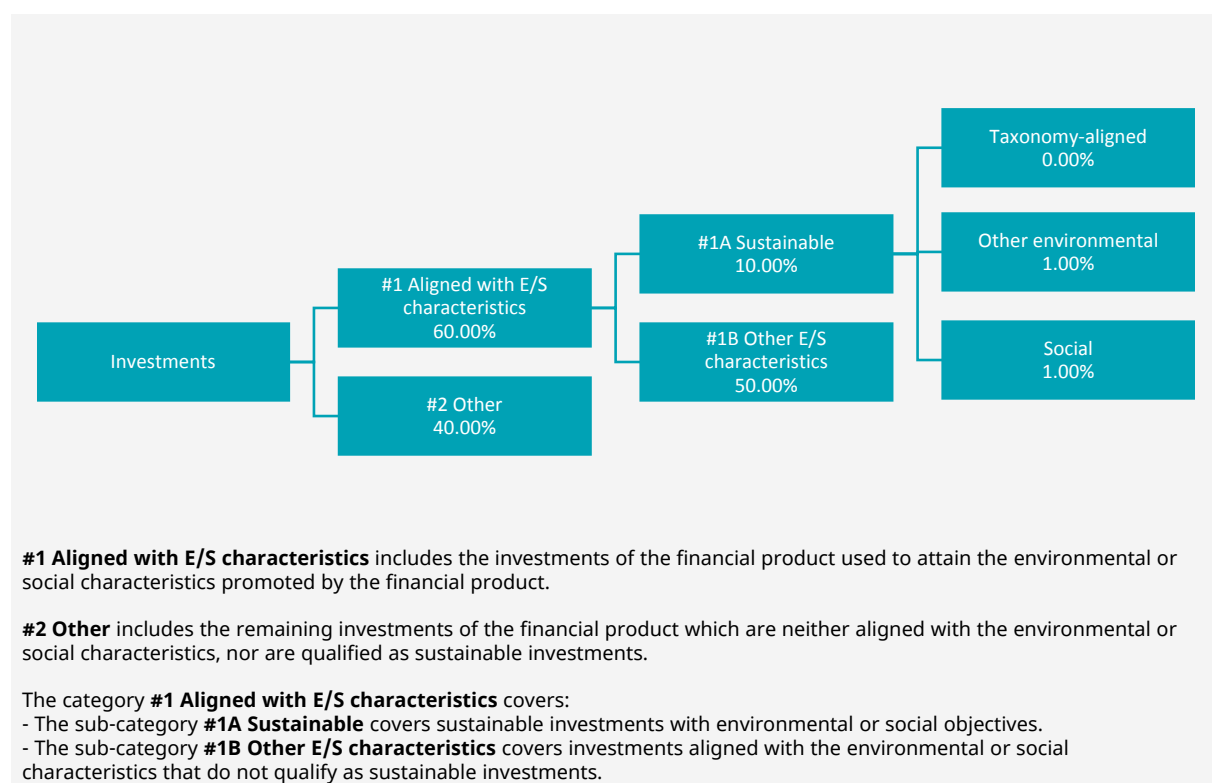 Investments
#1 Aligned with E/S
characteristics
60.00%
#2 Other
40.00%
#1A Sustainable
10.00%
#1B Other E/S
characteristics
50.00%
Taxonomy-aligned
0.00%
Other environmental
1.00%
Social
1.00%
#1 Aligned with E/S characteristics includes the investments of the financial product used to attain the environmental or
social characteristics promoted by the financial product.
#2 Other includes the remaining investments of the financial product which are neither aligned with the environmental or
social characteristics, nor are qualified as sustainable investments.
The category #1 Aligned with E/S characteristics covers:
- The sub-category #1A Sustainable covers sustainable investments with environmental or social objectives.
- The sub-category #1B Other E/S characteristics covers investments aligned with the environmental or social
characteristics that do not qualify as sustainable investments.